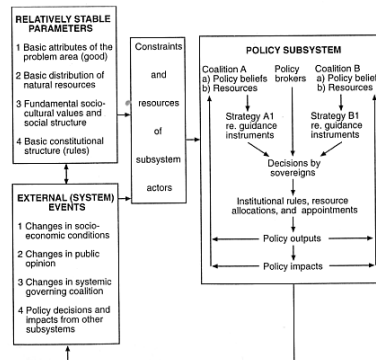 RELATIVELY STABLE
PARAMETERS
1 Basic attributes of the
problem area (good)
2 Basic distribution of
natural resources
3 Fundamental socio-
cultural values and
social structure
4 Basic constitutional
structure (rules)
EXTERNAL (SYSTEM)
EVENTS
1 Changes in socio-
economic conditions
2 Changes in public
opinion
3 Changes in systemic
governing coalition
4 Policy decisions and
impacts from other
subsystems
Constraints
and
resources
of
subsystem
actors
POLICY SUBSYSTEM
Coalition A
a) Policy beliefs
b) Resources
Policy
brokers
Coalition B
a) Policy beliefs
b) Resources
Strategy A1
re. guidance
instruments
Strategy B1
re. guidance
instruments
Decisions by
sovereigns
Institutional rules, resource
allocations, and appointments
Policy outputs
Policy impacts